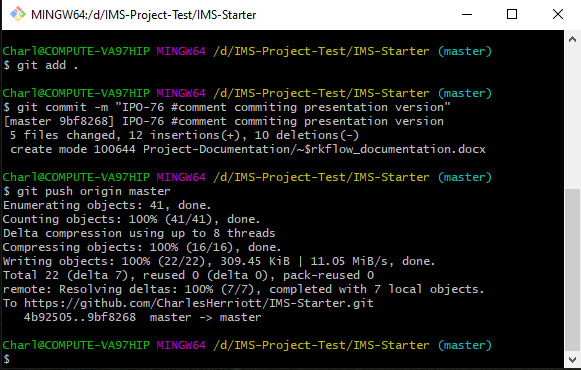 MINGW64:/d/IMS-Project-Test/IMS-Starter
Charl@COMPUTE-VA97HIP MINGW64 /d/IMS-Project-Test/IMS-Starter (master)
$ git add .
Charl@COMPUTE-VA97HIP MINGW64 /d/IMS-Project-Test/IMS-Starter (master)
$ git commit -m "IPO-76 #comment commiting presentation version"
[master 9bf8268] IPO-76 #comment commiting presentation version
5 files changed, 12 insertions(+), 10 deletions(-)
create mode 100644 Project-Documentation/~$rkflow_documentation.docx
Charl@COMPUTE-VA97HIP MINGW64 /d/IMS-Project-Test/IMS-Starter (master)
$ git push origin master
Enumerating objects: 41, done.
Counting objects: 100% (41/41), done.
Delta compression using up to 8 threads
Compressing objects: 100% (16/16), done.
Writing objects: 100% (22/22), 309.45 KiB | 11.05 MiB/s, done.
Total 22 (delta 7), reused 0 (delta 0), pack-reused 0
remote: Resolving deltas: 100% (7/7), completed with 7 local objects.
To https://github.com/CharlesHerriott/IMS-Starter.git
4b92505..9bf8268  master -> master
Charl@COMPUTE-VA97HIP MINGW64 /d/IMS-Project-Test/IMS-Starter (master)
$